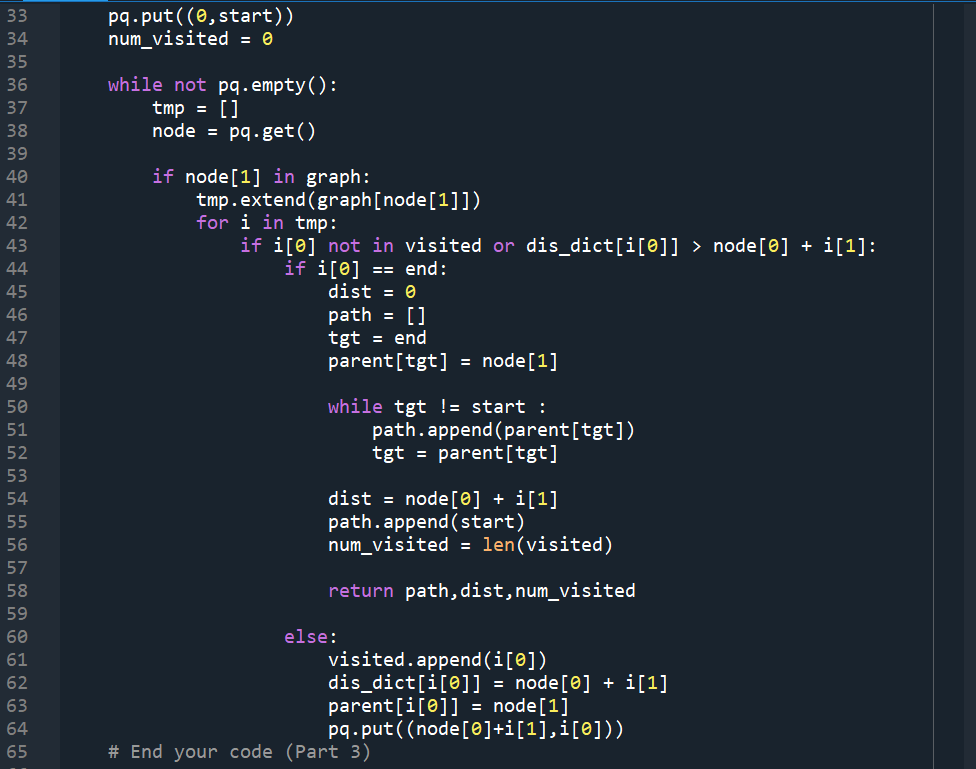 33 pq.put((0,start))
34 num_visited = 0
35
36 while not pq.empty():
37 tmp = []
38 node = pq.get()
39
40 if node[1] in graph:
41 tmp.extend(graph[node[1]])
42 for i in tmp:
43 if i[0] not in visited or dis_dict[i[0]] > node[0] + i[1]:
44 if i[0] == end:
45 dist = 0
46 path = []
47 tgt = end
48 parent[tgt] = node[1]
49
50 while tgt != start :
51 path.append(parent[tgt])
52 tgt = parent[tgt]
53
54 dist = node[0] + i[1]
55 path.append(start)
56 num_visited = len(visited)
57
58 return path,dist,num_visited
59
60 else:
61 visited.append(i[0])
62 dis_dict[i[0]] = node[0] + i[1]
63 parent[i[0]] = node[1]
64 pq.put((node[0]+i[1],i[0]))
65 # End your code (Part 3)